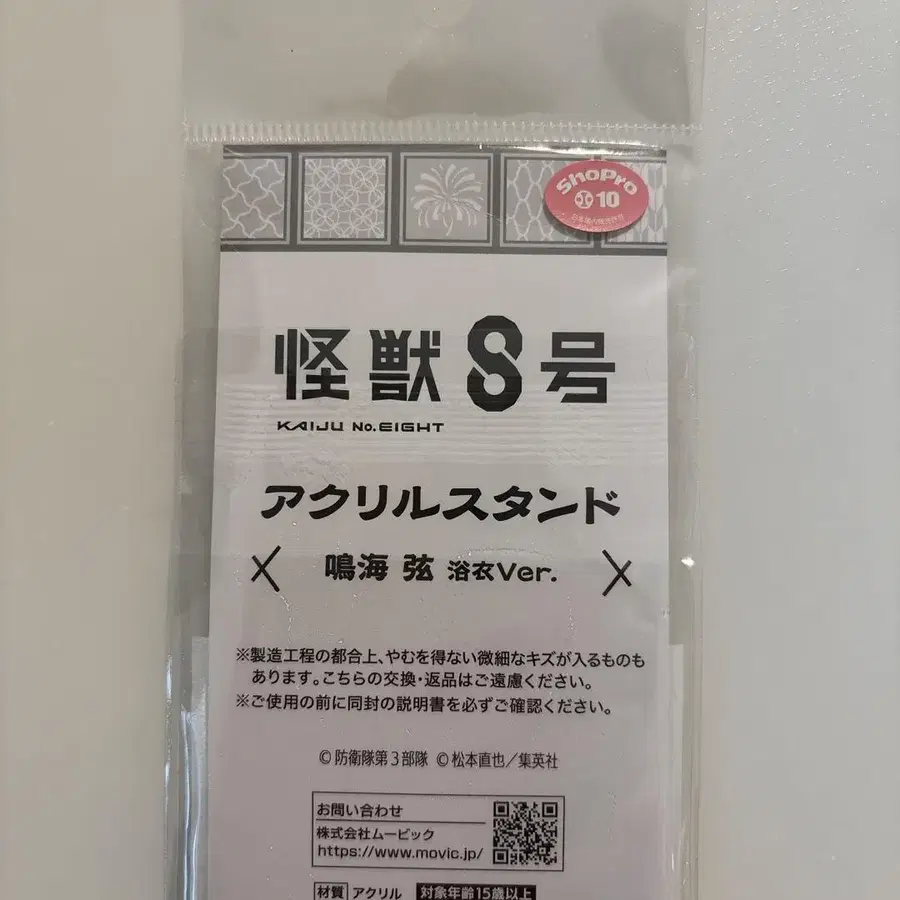 ShoPro
10
怪獣8号
KAIJU No.EIGHT
アクリルスタンド
鳴海 弦 浴衣Ver.
※製造工程の都合上、やむを得ない微細なキズが入るものも
あります。こちらの交換・返品はご遠慮ください。
※ご使用の前に同封の説明書を必ずご確認ください。
©防衛隊第3部隊 ©松本直也/集英社
お問い合わせ
株式会社ムービック
https://www.movic.jp/
材質 アクリル 対象年齢15歳以上